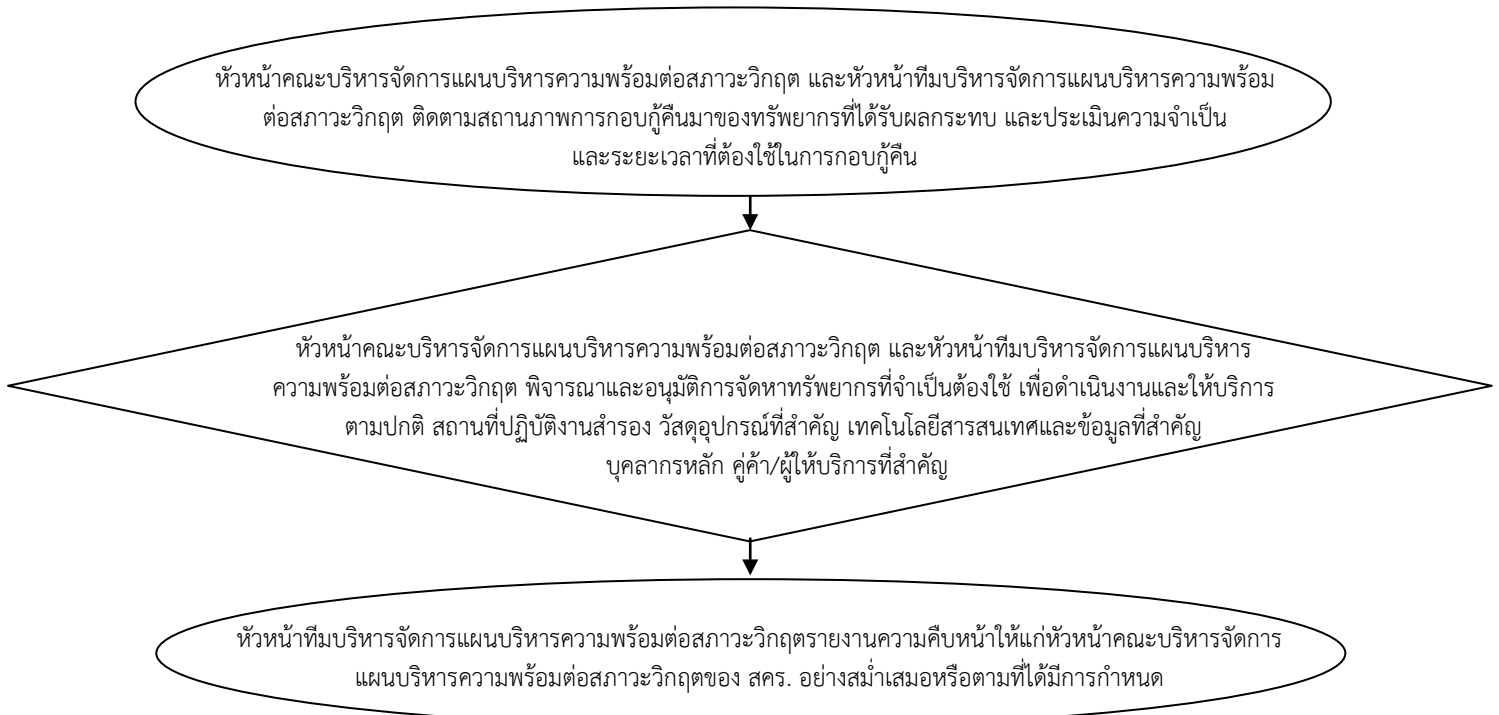 หัวหน้าคณะบริหารจัดการแผนบริหารความพร้อมต่อสภาวะวิกฤต และหัวหน้าทีมบริหารจัดการแผนบริหารความพร้อม
ต่อสภาวะวิกฤต ติดตามสถานภาพการกอบกู้คืนมาของทรัพยากรที่ได้รับผลกระทบ และประเมินความจำเป็น
และระยะเวลาที่ต้องใช้ในการกอบกู้คืน
หัวหน้าคณะบริหารจัดการแผนบริหารความพร้อมต่อสภาวะวิกฤต และหัวหน้าทีมบริหารจัดการแผนบริหาร
ความพร้อมต่อสภาวะวิกฤต พิจารณาและอนุมัติการจัดหาทรัพยากรที่จำเป็นต้องใช้ เพื่อดำเนินงานและให้บริการ
ตามปกติ สถานที่ปฏิบัติงานสำรอง วัสดุอุปกรณ์ที่สำคัญ เทคโนโลยีสารสนเทศและข้อมูลที่สำคัญ
บุคลากรหลัก คู่ค้า/ผู้ให้บริการที่สำคัญ
หัวหน้าทีมบริหารจัดการแผนบริหารความพร้อมต่อสภาวะวิกฤตรายงานความคืบหน้าให้แก่หัวหน้าคณะบริหารจัดการ
แผนบริหารความพร้อมต่อสภาวะวิกฤตของ สคร. อย่างสม่ำเสมอหรือตามที่ได้มีการกำหนด